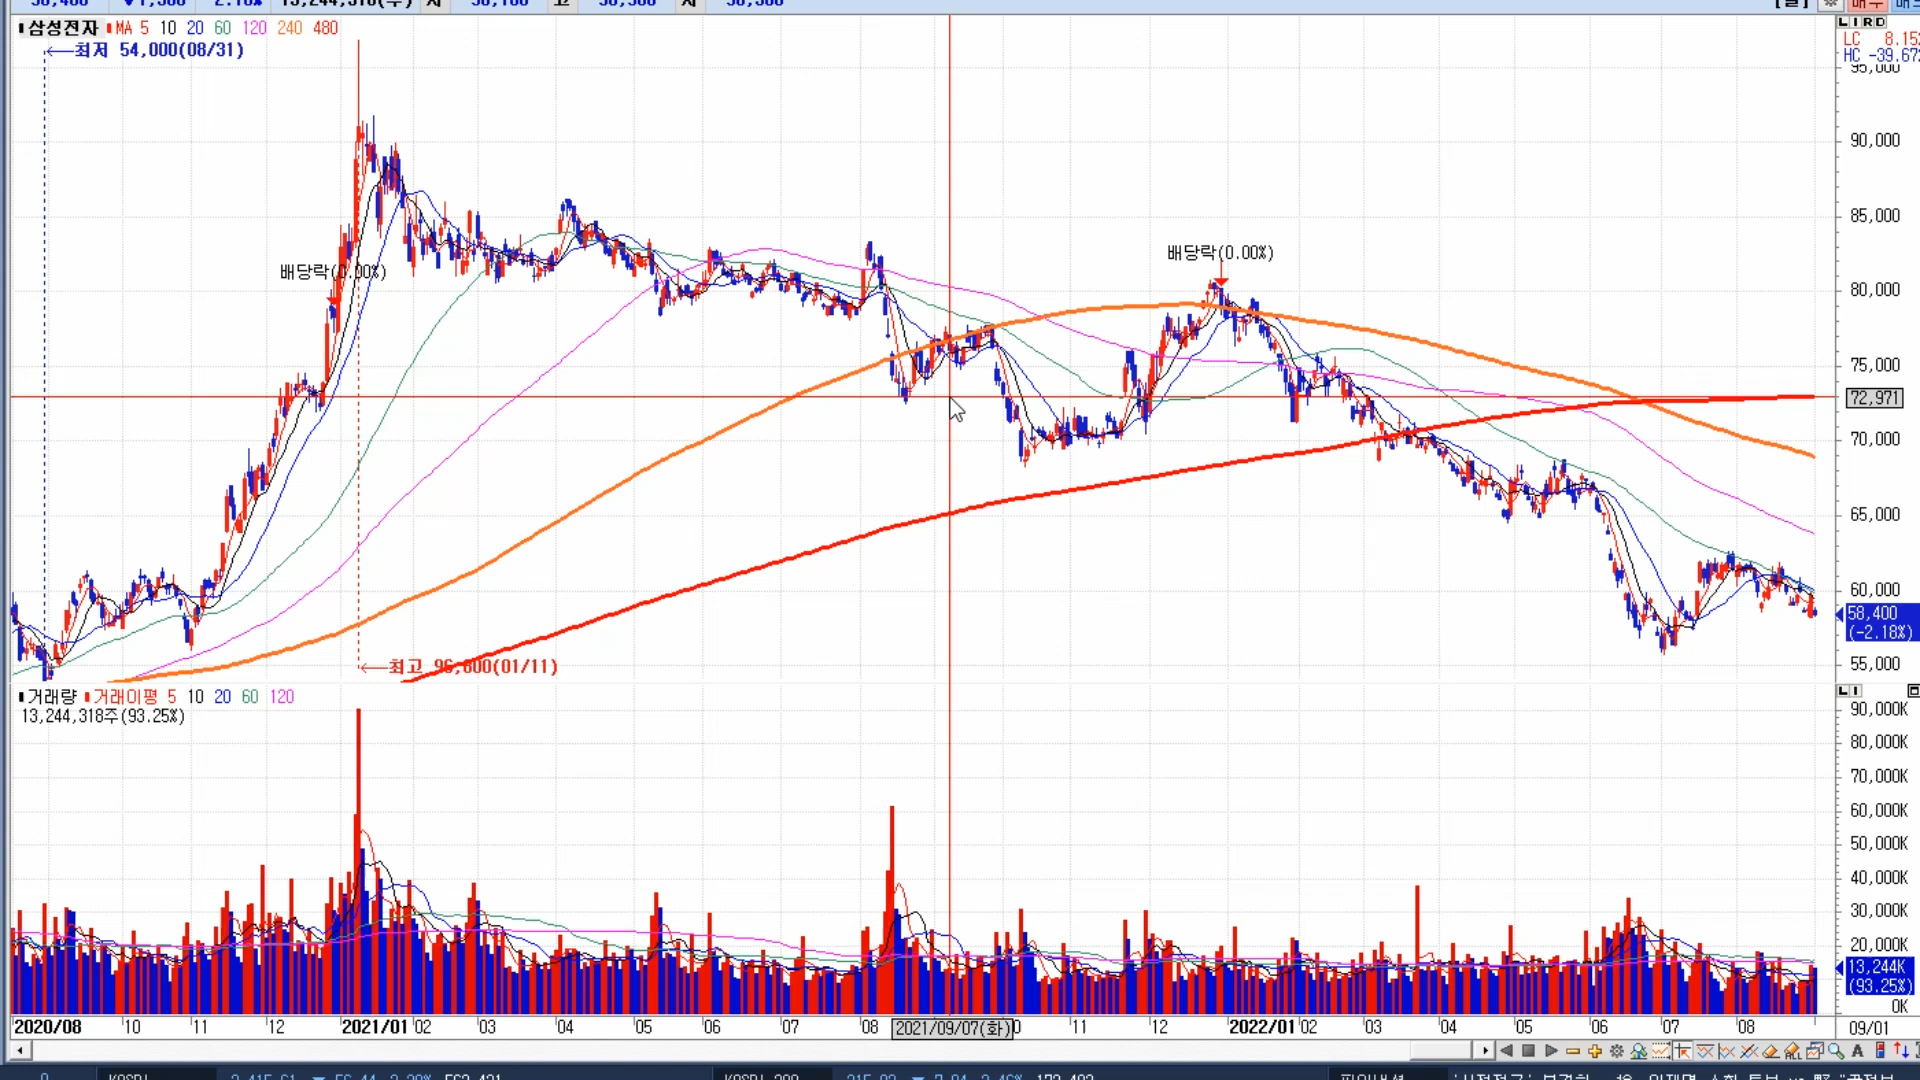 [일]
삼성전자 MA 5 10 20 60 120 240 480
최저 54,000(08/31)
LIRD
LC 8.15
HC -39.67
95,000
90,000
85,000
배당락(0.00%)
배당락(0.00%)
80,000
75,000
72,971
70,000
65,000
60,000
58,400
(-2.18%)
최고 96,800(01/11)
55,000
거래량 거래이평 5 10 20 60 120
13,244,318주(93.25%)
LI
90,000K
80,000K
70,000K
60,000K
50,000K
40,000K
30,000K
20,000K
13,244K
(93.25%)
0K
2020/08 10 11 12 2021/01 02 03 04 05 06 07 08 2021/09/07(화) 11 12 2022/01 02 03 04 05 06 07 08 09/01